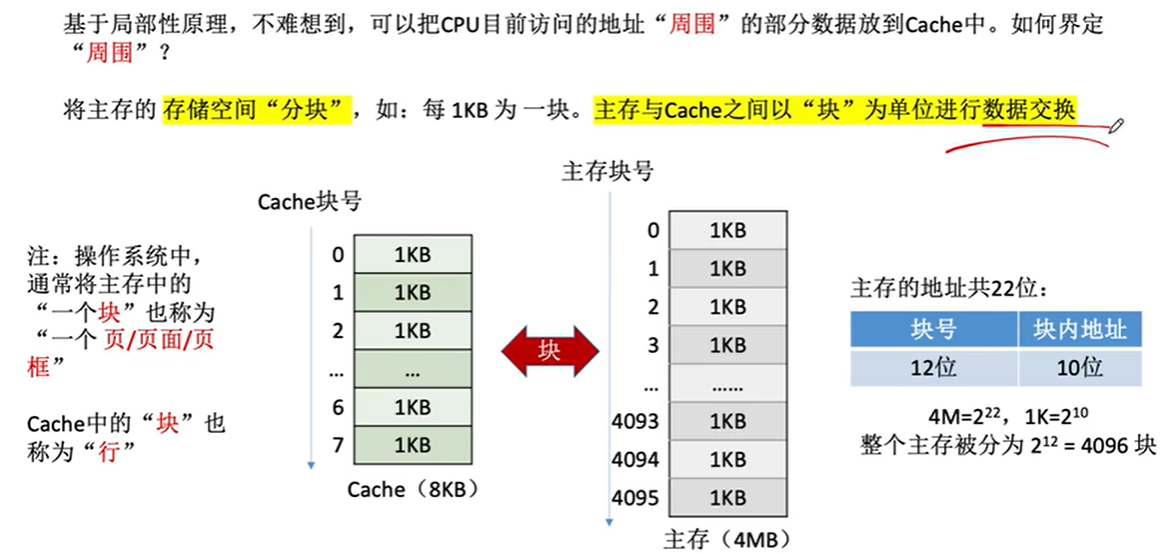 基于局部性原理，不难想到，可以把CPU目前访问的地址“周围”的部分数据放到Cache中。如何界定
“周围”？
将主存的 存储空间“分块”，如：每 1KB 为 一块。主存与Cache之间以“块”为单位进行数据交换
主存块号
Cache块号
注：操作系统中，
通常将主存中的
“一个块”也称为
“一个 页/页面/页
框”
Cache中的“块”也
称为“行”
0 1KB
1 1KB
2 1KB
... ...
6 1KB
7 1KB
Cache（8KB）
块
0 1KB
1 1KB
2 1KB
3 1KB
... ......
4093 1KB
4094 1KB
4095 1KB
主存（4MB）
主存的地址共22位：
块号 块内地址
12位 10位
4M=2²²，1K=2¹⁰
整个主存被分为 2¹² = 4096 块